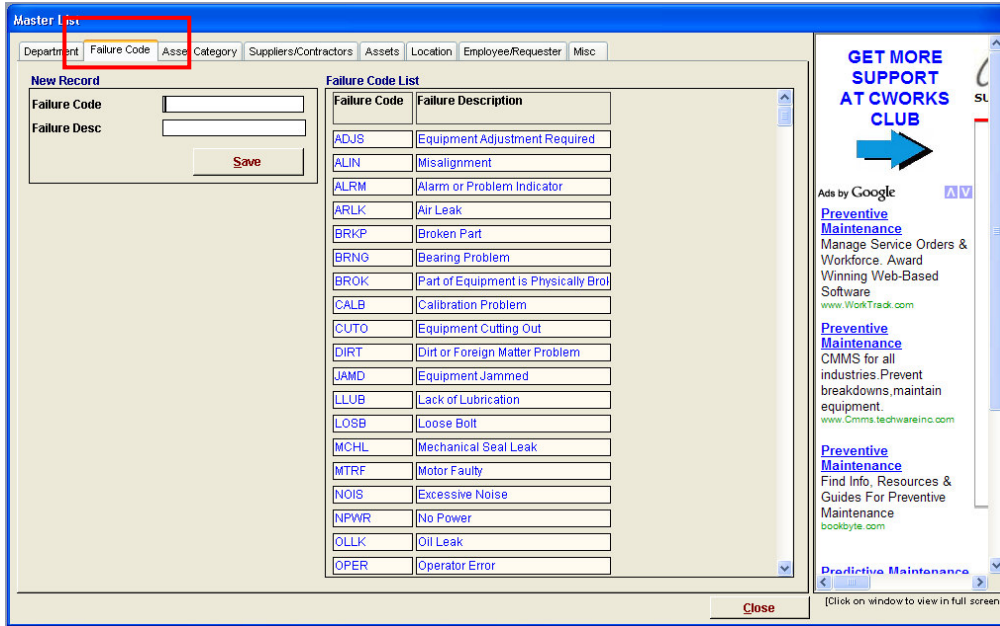 Master List
Department Failure Code Asset Category Suppliers/Contractors Assets Location Employee/Requester Misc
New Record
Failure Code
Failure Desc
Save
Failure Code List
Failure Code Failure Description
ADJS Equipment Adjustment Required
ALIN Misalignment
ALRM Alarm or Problem Indicator
ARLK Air Leak
BRKP Broken Part
BRNG Bearing Problem
BROK Part of Equipment is Physically Brol
CALB Calibration Problem
CUTO Equipment Cutting Out
DIRT Dirt or Foreign Matter Problem
JAMD Equipment Jammed
LLUB Lack of Lubrication
LOSB Loose Bolt
MCHL Mechanical Seal Leak
MTRF Motor Faulty
NOIS Excessive Noise
NPWR No Power
OLLK Oil Leak
OPER Operator Error
Close
GET MORE
SUPPORT
AT CWORKS
CLUB
Ads by Google
Preventive
Maintenance
Manage Service Orders &
Workforce. Award
Winning Web-Based
Software
www.WorkTrack.com
Preventive
Maintenance
CMMS for all
industries.Prevent
breakdowns,maintain
equipment.
www.Cmms.techwareinc.com
Preventive
Maintenance
Find Info, Resources &
Guides For Preventive
Maintenance
bookbyte.com
Predictive Maintenance
[Click on window to view in full screen